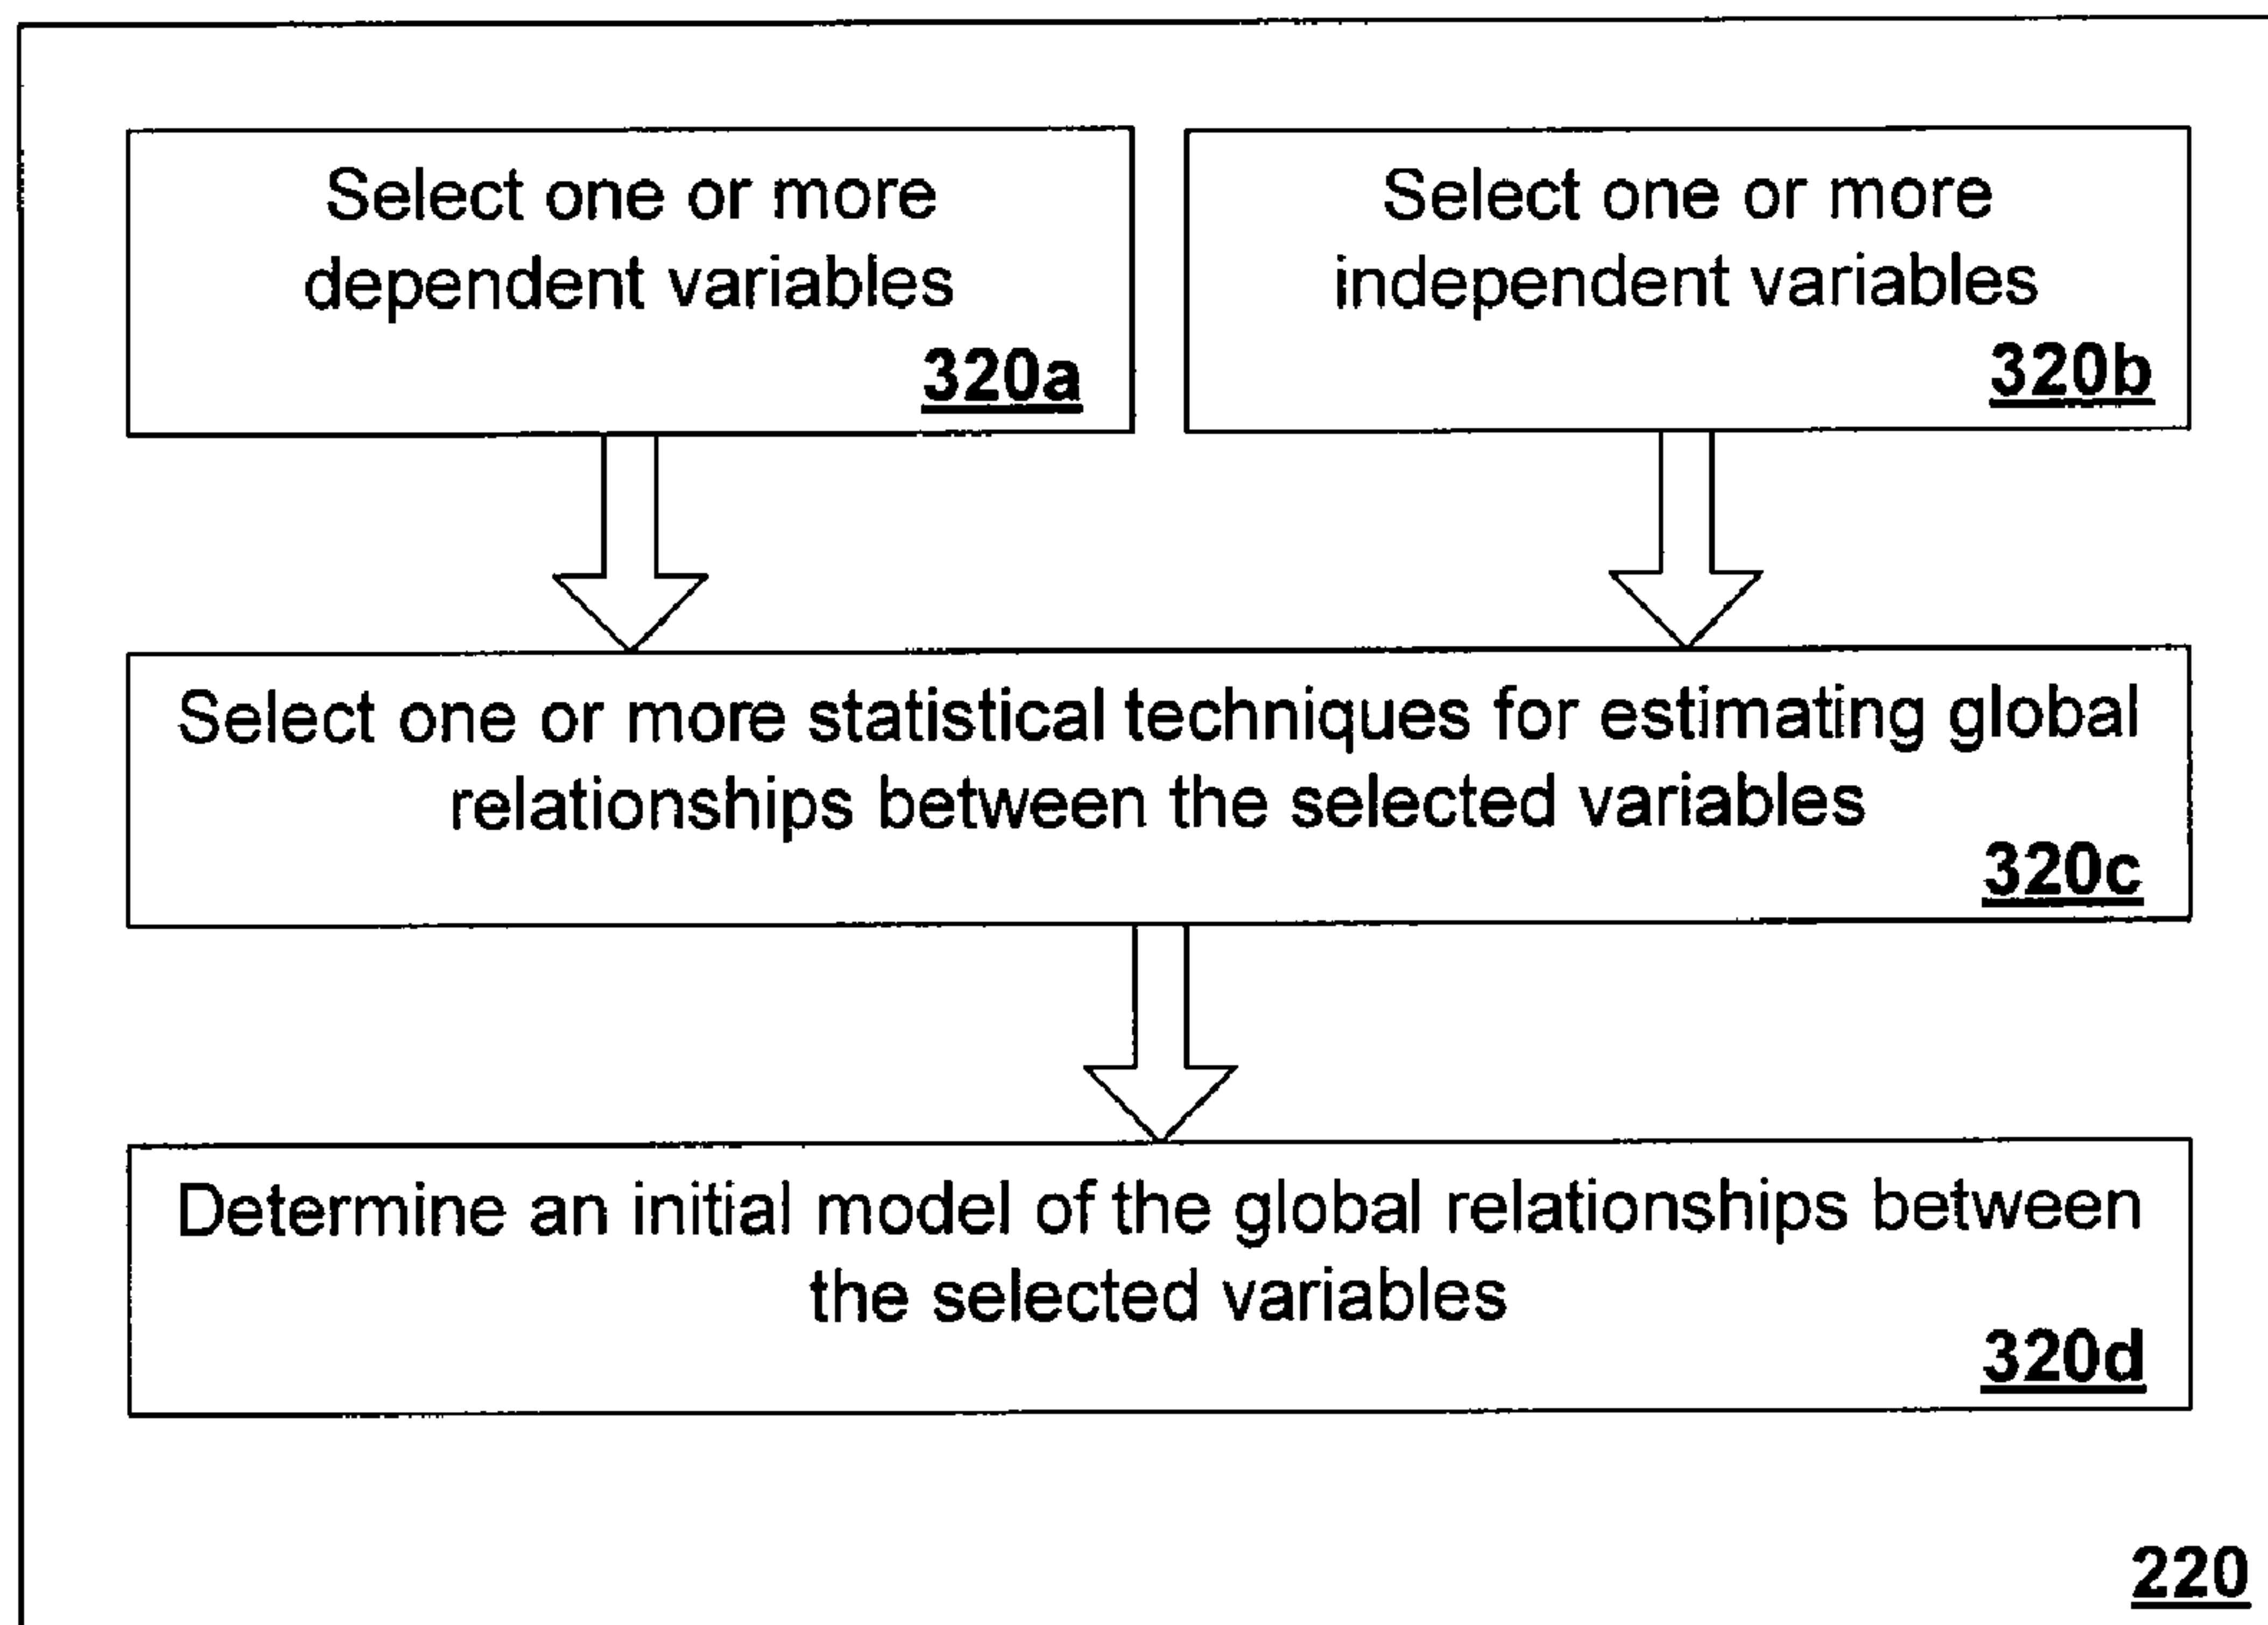 Select one or more
dependent variables
320a
Select one or more
independent variables
320b
Select one or more statistical techniques for estimating global
relationships between the selected variables
320c
Determine an initial model of the global relationships between
the selected variables
320d
220